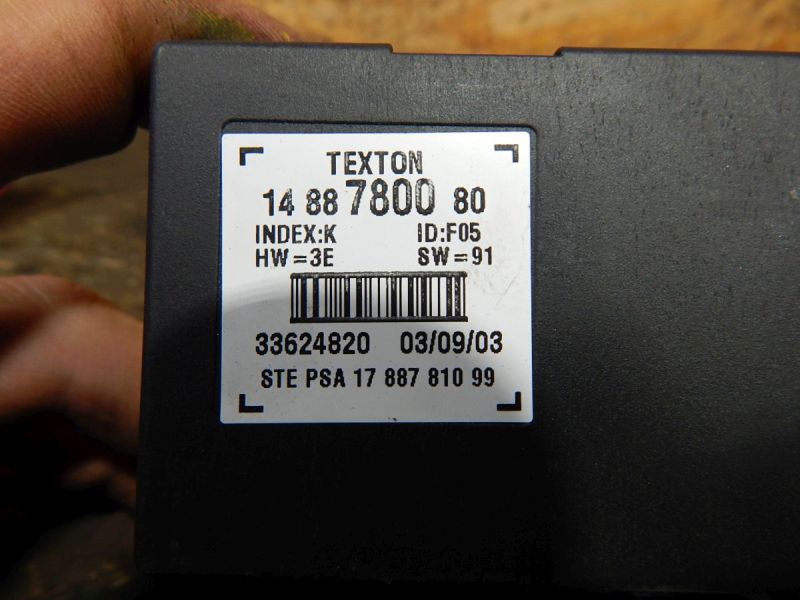 TEXTON
14 88 7800 80
INDEX:K ID:F05
HW=3E SW=91
33624820 03/09/03
STE PSA 17 887 810 99